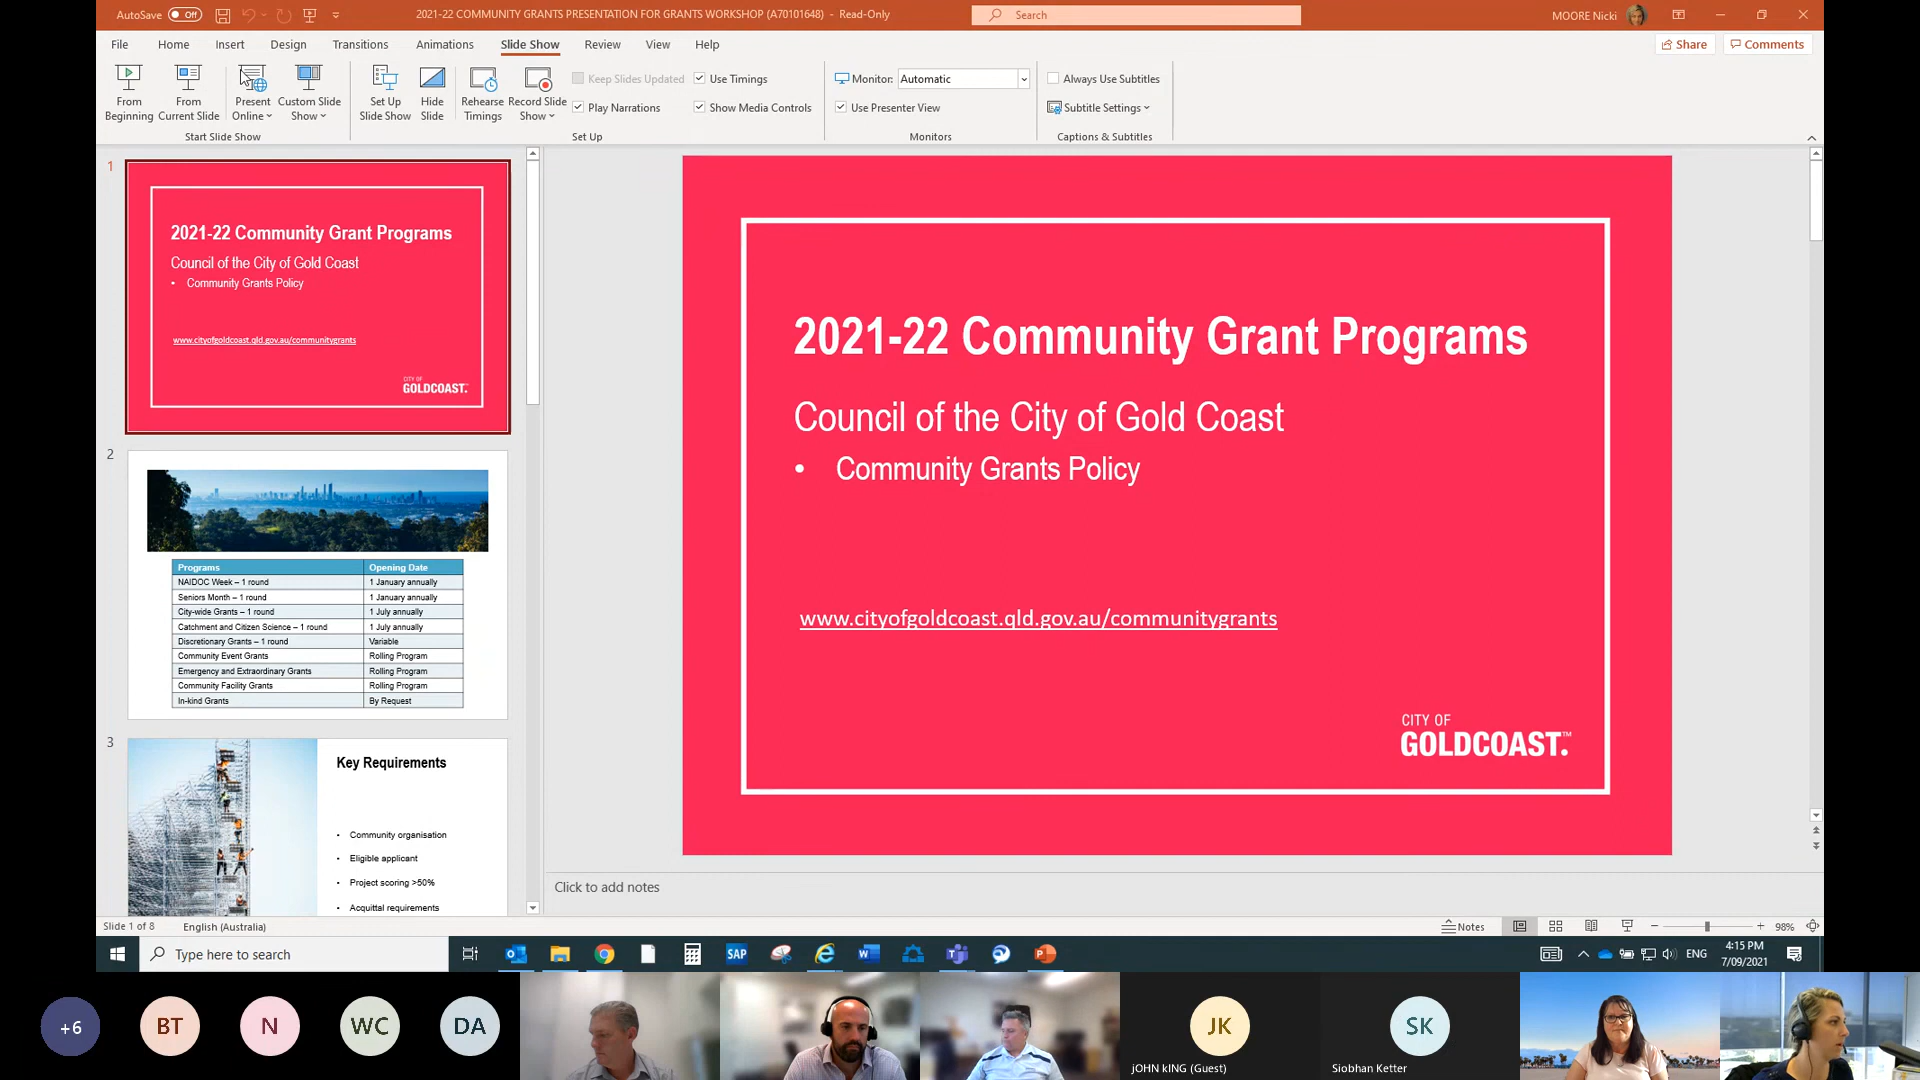 AutoSave Off
2021-22 COMMUNITY GRANTS PRESENTATION FOR GRANTS WORKSHOP (A70101648) - Read-Only
Search
MOORE Nicki
File Home Insert Design Transitions Animations Slide Show Review View Help
Share Comments
From Beginning
From Current Slide
Present Online
Custom Slide Show
Set Up Slide Show
Hide Slide
Rehearse Timings
Record Slide Show
Keep Slides Updated
Play Narrations
Use Timings
Show Media Controls
Monitor: Automatic
Use Presenter View
Always Use Subtitles
Subtitle Settings
Start Slide Show
Set Up
Monitors
Captions & Subtitles
1
2021-22 Community Grant Programs
Council of the City of Gold Coast
• Community Grants Policy
www.cityofgoldcoast.qld.gov.au/communitygrants
CITY OF
GOLDCOAST.
2
Programs Opening Date
NAIDOC Week – 1 round 1 January annually
Seniors Month – 1 round 1 January annually
City-wide Grants – 1 round 1 July annually
Catchment and Citizen Science – 1 round 1 July annually
Discretionary Grants – 1 round Variable
Community Event Grants Rolling Program
Emergency and Extraordinary Grants Rolling Program
Community Facility Grants Rolling Program
In-kind Grants By Request
3
Key Requirements
• Community organisation
• Eligible applicant
• Project scoring >50%
• Acquittal requirements
2021-22 Community Grant Programs
Council of the City of Gold Coast
• Community Grants Policy
www.cityofgoldcoast.qld.gov.au/communitygrants
CITY OF
GOLDCOAST.™
Click to add notes
Slide 1 of 8 English (Australia)
Notes
98%
Type here to search
SAP
ENG
4:15 PM
7/09/2021
+6
BT
N
WC
DA
JK
jOHN kING (Guest)
SK
Siobhan Ketter